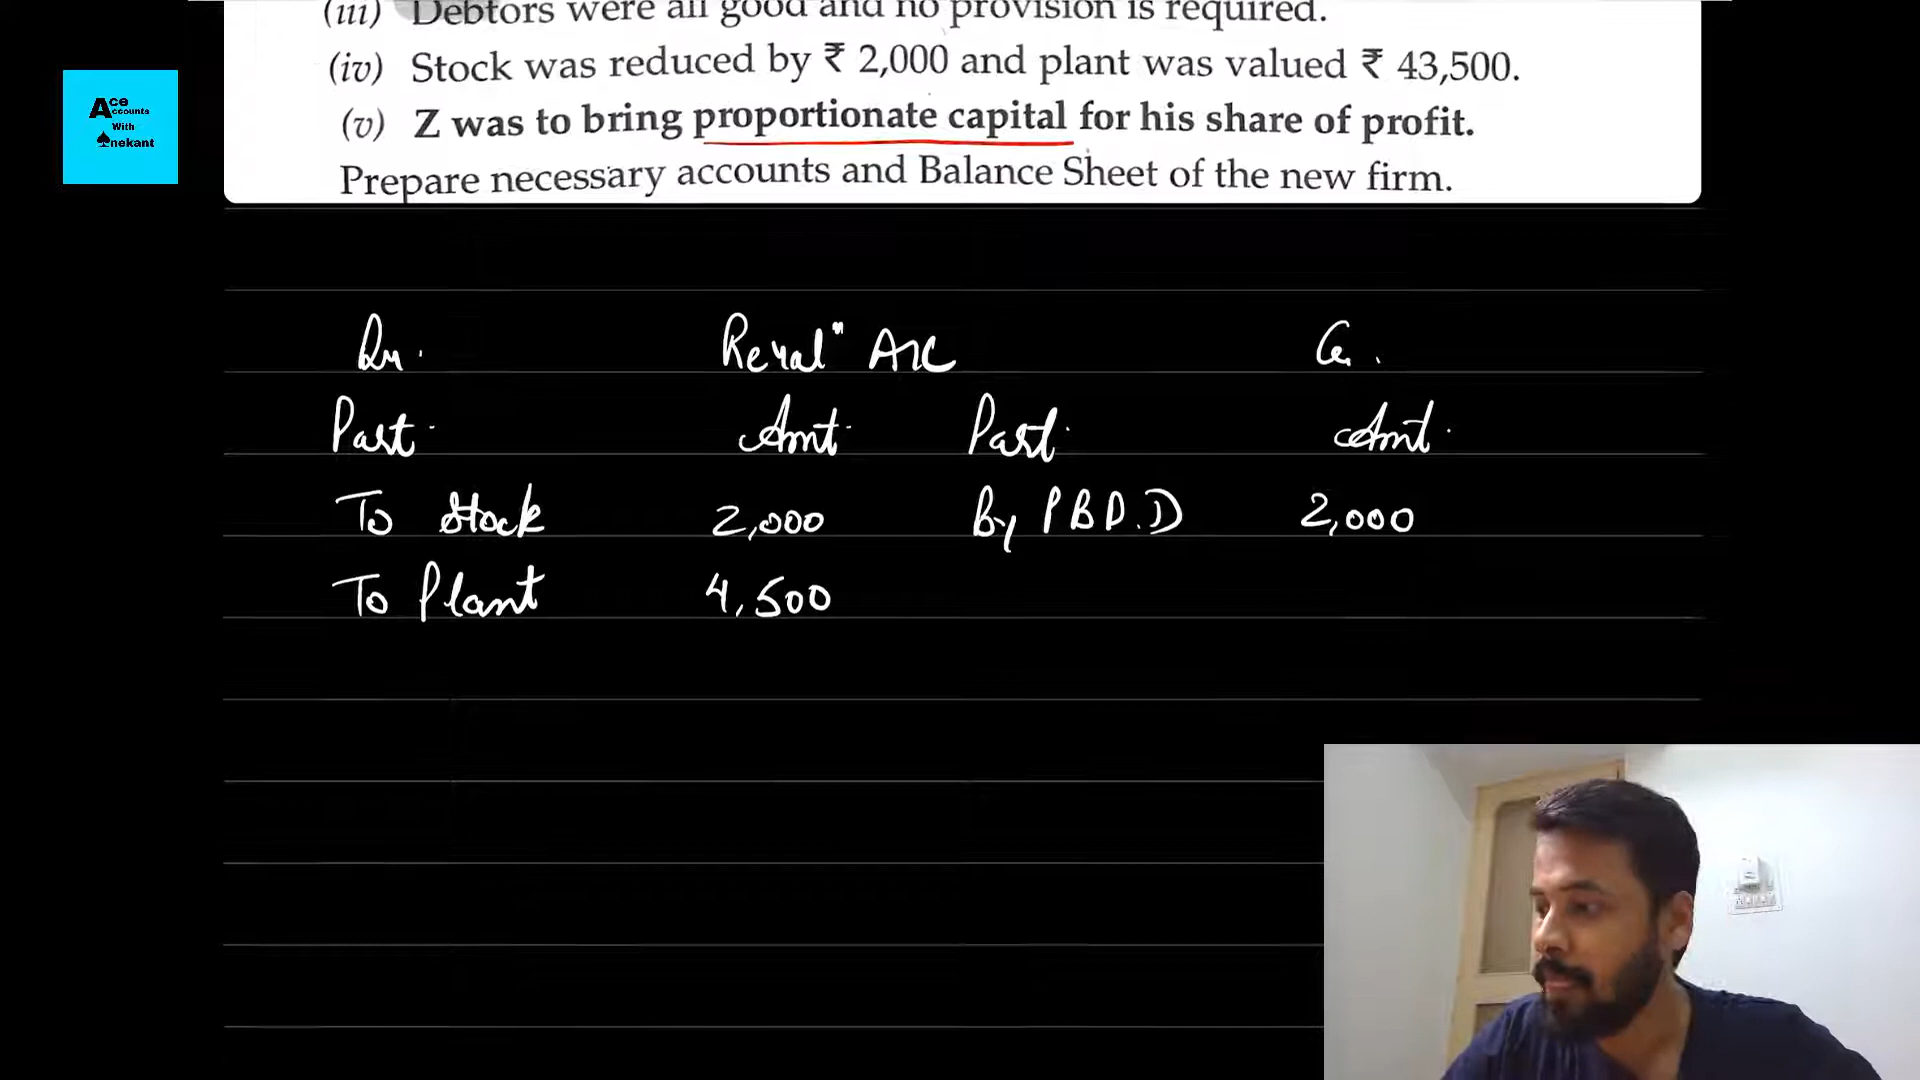 (iii) Debtors were all good and no provision is required.
(iv) Stock was reduced by ₹ 2,000 and plant was valued ₹ 43,500.
(v) Z was to bring proportionate capital for his share of profit.
Prepare necessary accounts and Balance Sheet of the new firm.
Ace
Accounts
With
Anekant
Dr. Reval" A/C Cr.
Part. Amt. Part. Amt.
To Stock 2,000 By PBD.D 2,000
To Plant 4,500